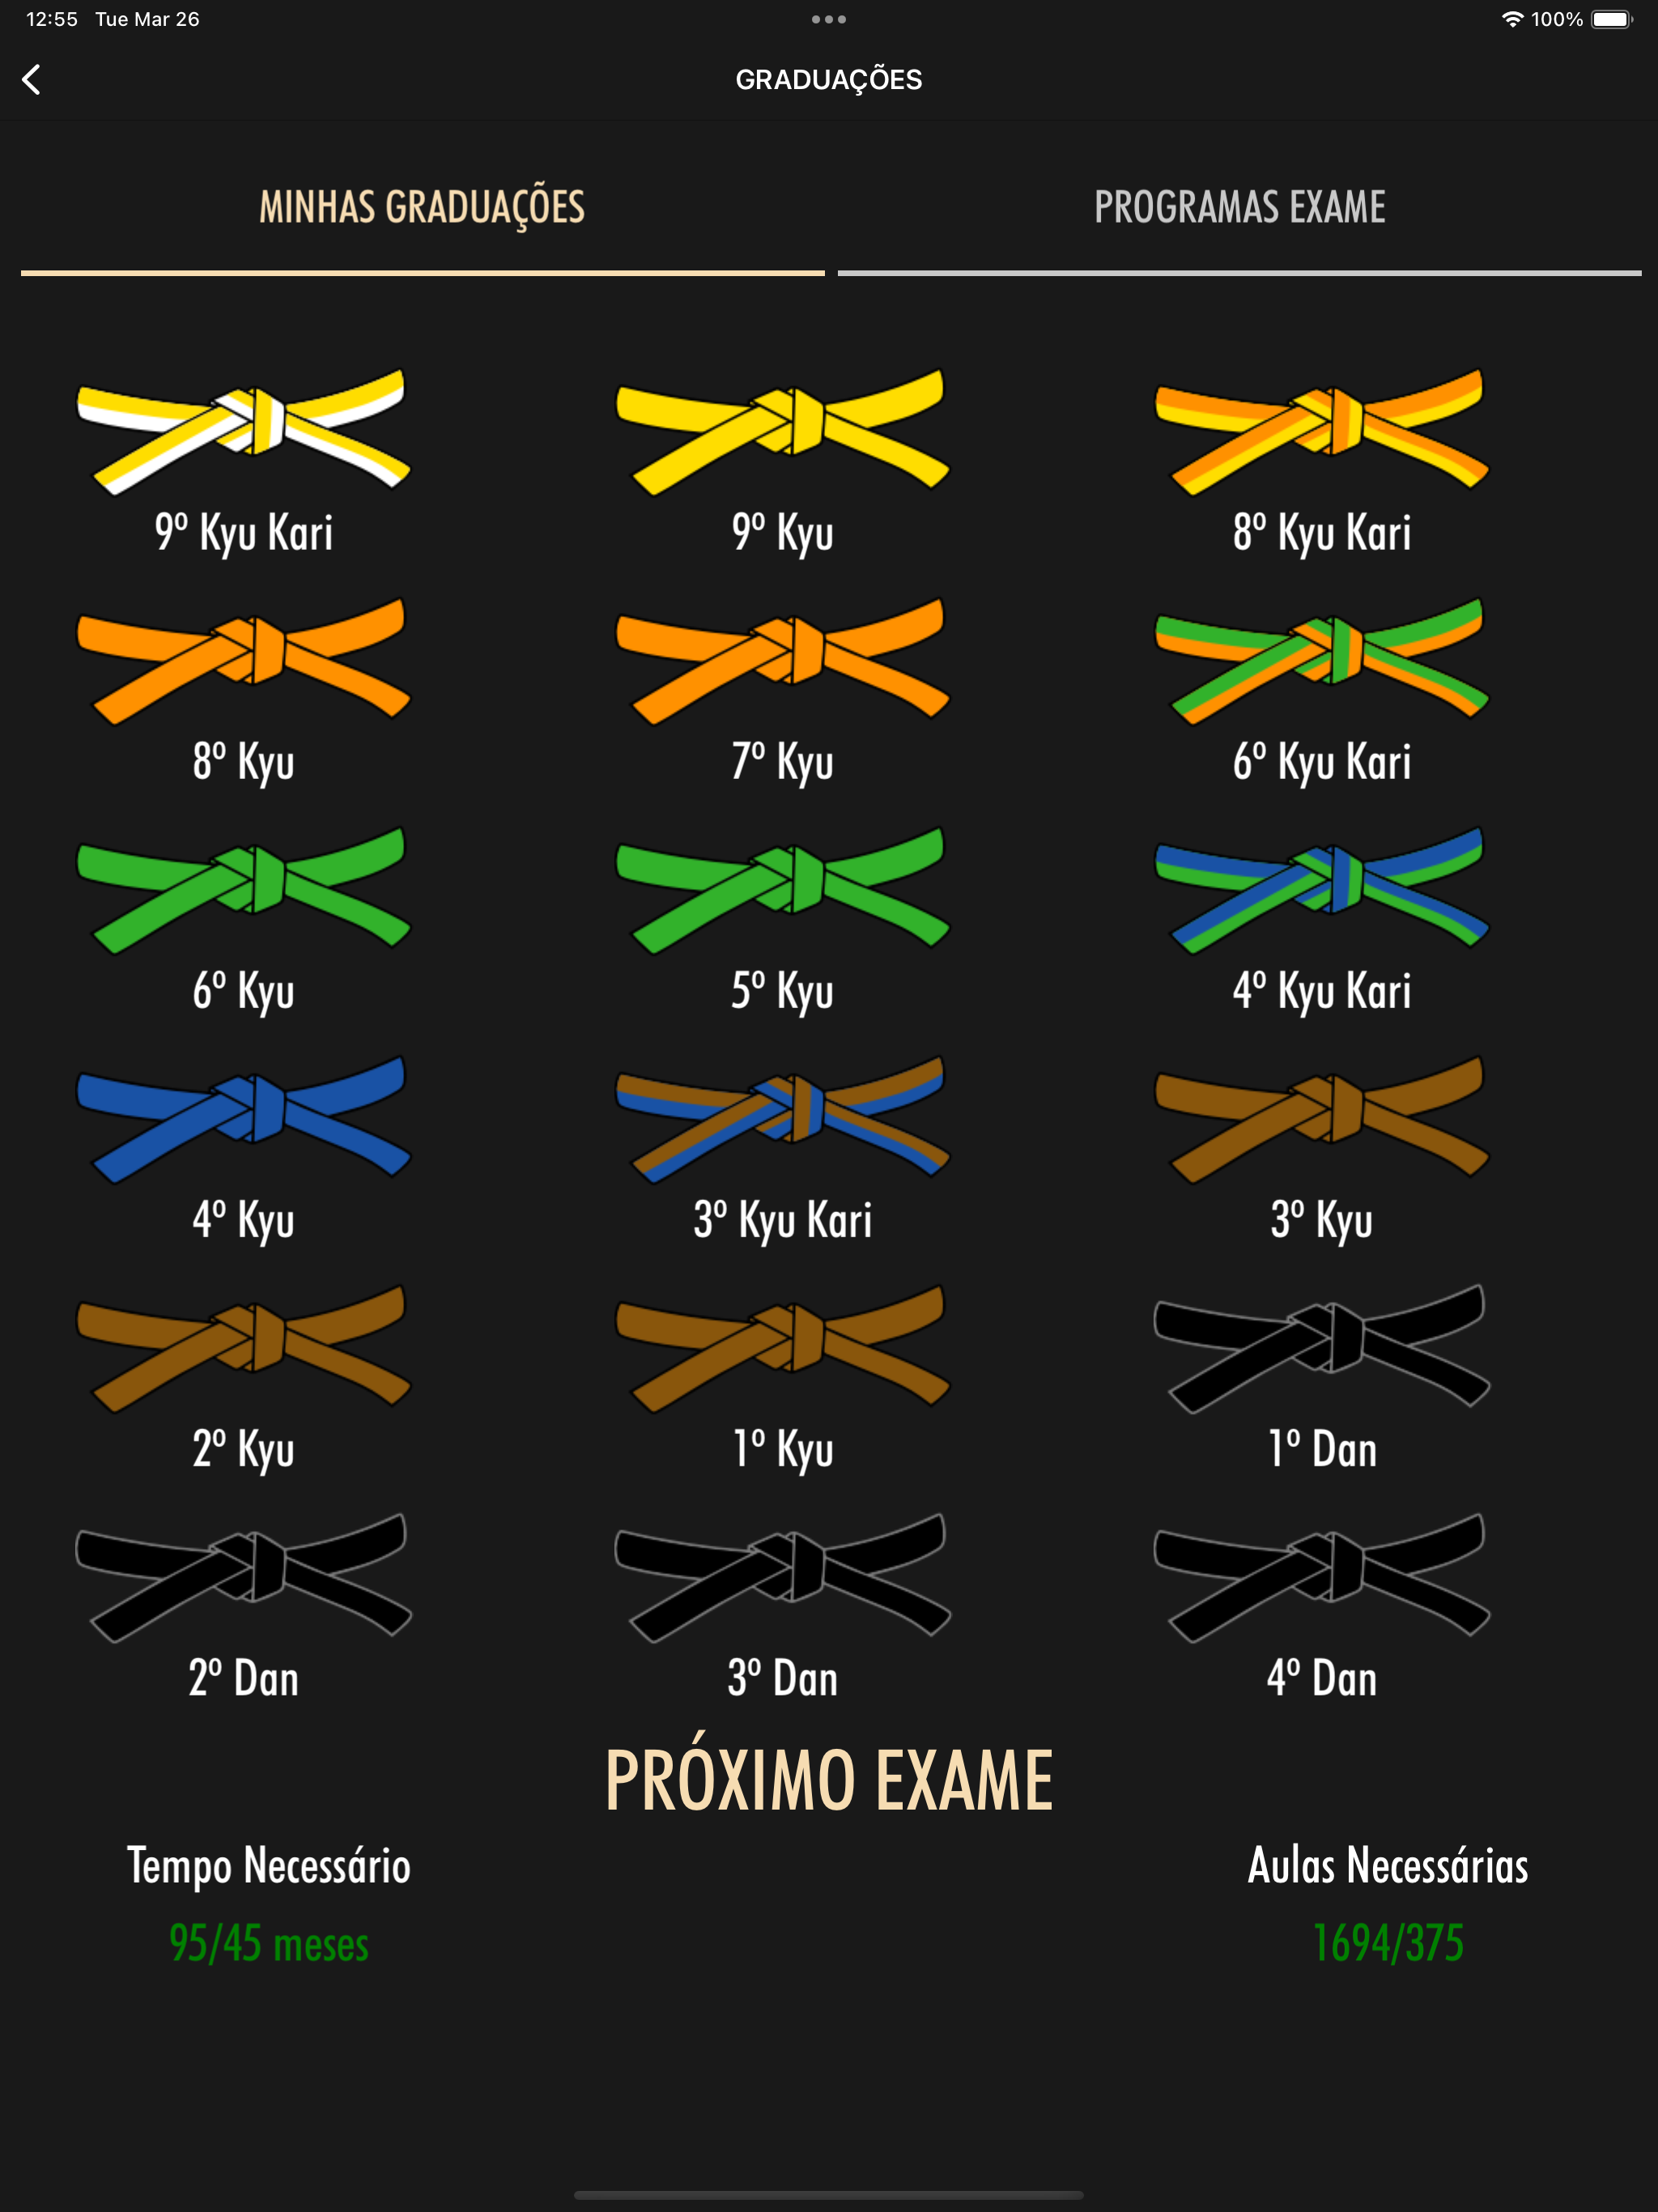 12:55 Tue Mar 26
100%
GRADUAÇÕES
MINHAS GRADUAÇÕES
PROGRAMAS EXAME
9º Kyu Kari
9º Kyu
8º Kyu Kari
8º Kyu
7º Kyu
6º Kyu Kari
6º Kyu
5º Kyu
4º Kyu Kari
4º Kyu
3º Kyu Kari
3º Kyu
2º Kyu
1º Kyu
1º Dan
2º Dan
3º Dan
4º Dan
PRÓXIMO EXAME
Tempo Necessário
Aulas Necessárias
95/45 meses
1694/375